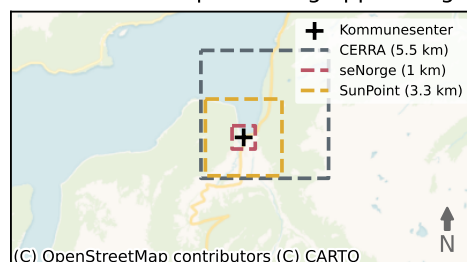 Kommunesenter
CERRA (5.5 km)
seNorge (1 km)
SunPoint (3.3 km)
N
(C) OpenStreetMap contributors (C) CARTO